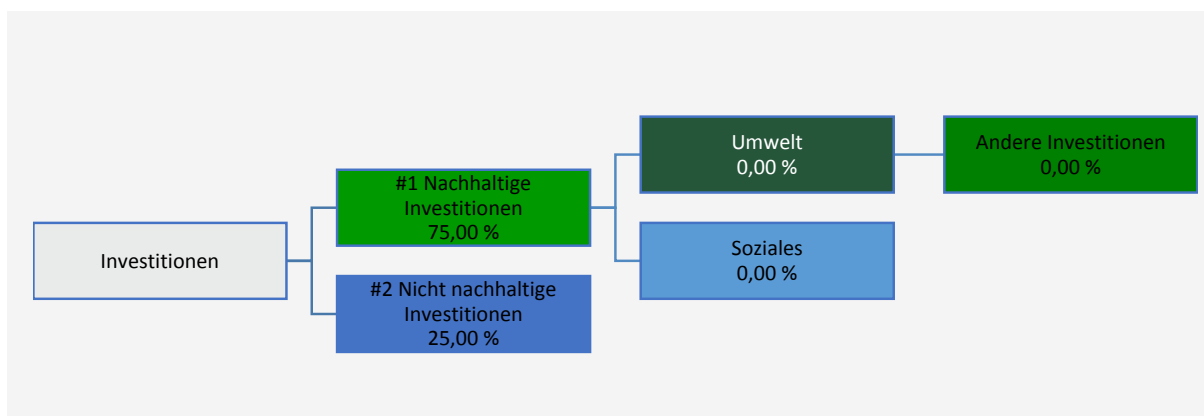 Investitionen
#1 Nachhaltige
Investitionen
75,00 %
#2 Nicht nachhaltige
Investitionen
25,00 %
Umwelt
0,00 %
Soziales
0,00 %
Andere Investitionen
0,00 %